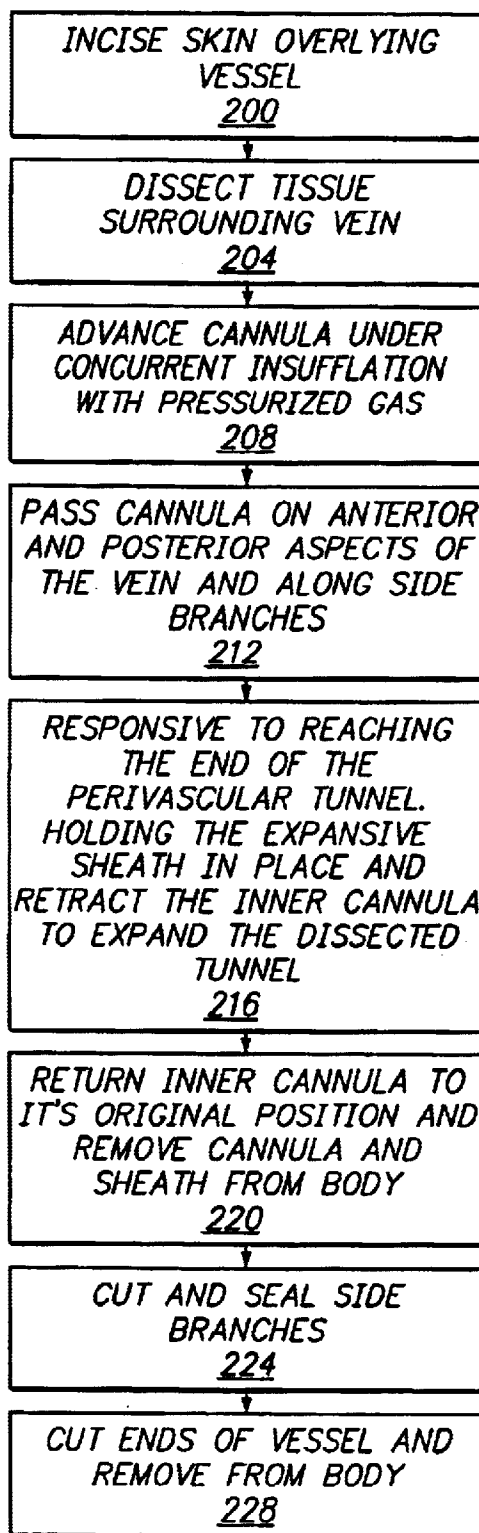 INCISE SKIN OVERLYING
VESSEL
200
DISSECT TISSUE
SURROUNDING VEIN
204
ADVANCE CANNULA UNDER
CONCURRENT INSUFFLATION
WITH PRESSURIZED GAS
208
PASS CANNULA ON ANTERIOR
AND POSTERIOR ASPECTS OF
THE VEIN AND ALONG SIDE
BRANCHES
212
RESPONSIVE TO REACHING
THE END OF THE
PERIVASCULAR TUNNEL.
HOLDING THE EXPANSIVE
SHEATH IN PLACE AND
RETRACT THE INNER CANNULA
TO EXPAND THE DISSECTED
TUNNEL
216
RETURN INNER CANNULA TO
IT'S ORIGINAL POSITION AND
REMOVE CANNULA AND
SHEATH FROM BODY
220
CUT AND SEAL SIDE
BRANCHES
224
CUT ENDS OF VESSEL AND
REMOVE FROM BODY
228